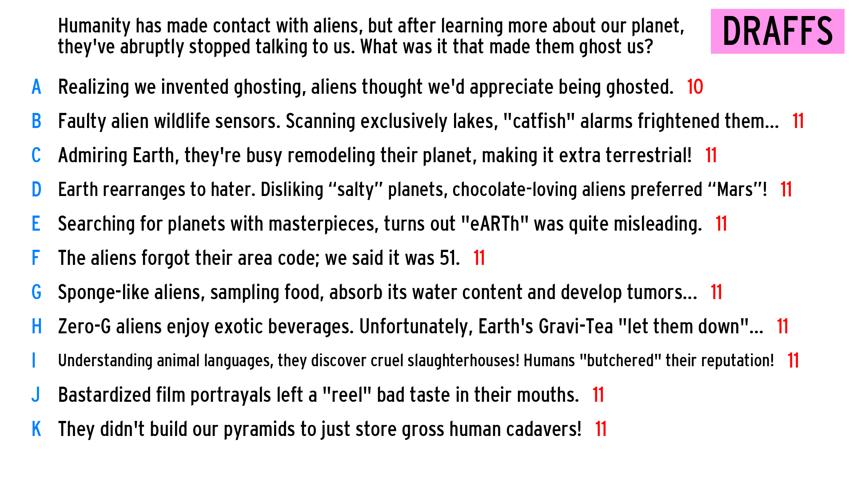 Humanity has made contact with aliens, but after learning more about our planet,
they've abruptly stopped talking to us. What was it that made them ghost us?
DRAFFS
A Realizing we invented ghosting, aliens thought we'd appreciate being ghosted. 10
B Faulty alien wildlife sensors. Scanning exclusively lakes, "catfish" alarms frightened them... 11
C Admiring Earth, they're busy remodeling their planet, making it extra terrestrial! 11
D Earth rearranges to hater. Disliking “salty” planets, chocolate-loving aliens preferred “Mars”! 11
E Searching for planets with masterpieces, turns out "eARTh" was quite misleading. 11
F The aliens forgot their area code; we said it was 51. 11
G Sponge-like aliens, sampling food, absorb its water content and develop tumors... 11
H Zero-G aliens enjoy exotic beverages. Unfortunately, Earth's Gravi-Tea "let them down"... 11
I Understanding animal languages, they discover cruel slaughterhouses! Humans "butchered" their reputation! 11
J Bastardized film portrayals left a "reel" bad taste in their mouths. 11
K They didn't build our pyramids to just store gross human cadavers! 11